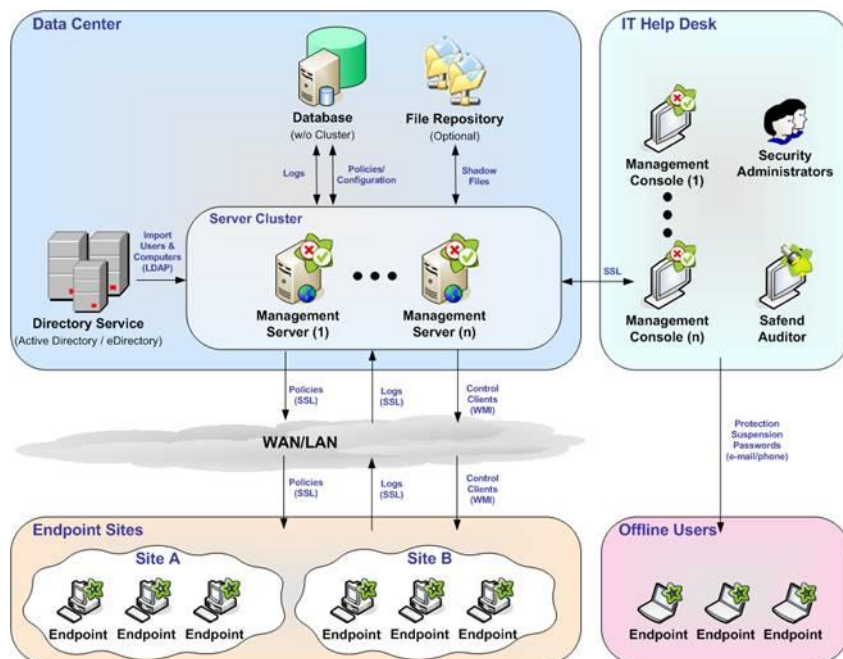 Data Center
Database
(w/o Cluster)
File Repository
(Optional)
Logs
Policies/
Configuration
Shadow
Files
Server Cluster
Import
Users &
Computers
(LDAP)
Directory Service
(Active Directory / eDirectory)
Management
Server (1)
Management
Server (n)
SSL
IT Help Desk
Management
Console (1)
Security
Administrators
Management
Console (n)
Safend
Auditor
Policies
(SSL)
Logs
(SSL)
Control
Clients
(WMI)
WAN/LAN
Policies
(SSL)
Logs
(SSL)
Control
Clients
(WMI)
Protection
Suspension
Passwords
(e-mail/phone)
Endpoint Sites
Site A
Endpoint Endpoint Endpoint
Site B
Endpoint Endpoint Endpoint
Offline Users
Endpoint Endpoint Endpoint